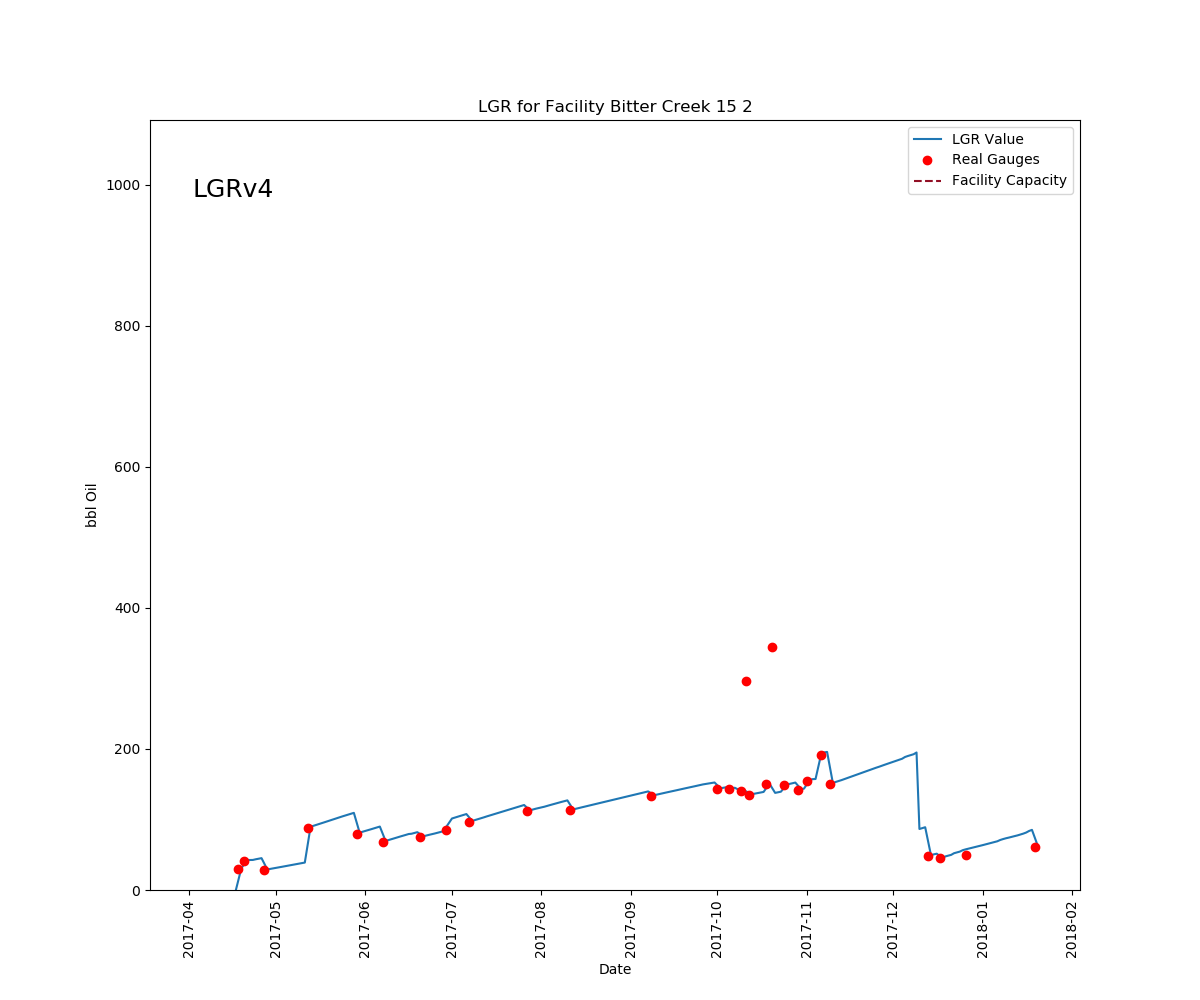 LGR for Facility Bitter Creek 15 2
LGR Value
Real Gauges
Facility Capacity
LGRv4
1000
800
600
400
200
0
bbl Oil
2017-04
2017-05
2017-06
2017-07
2017-08
2017-09
2017-10
2017-11
2017-12
2018-01
2018-02
Date